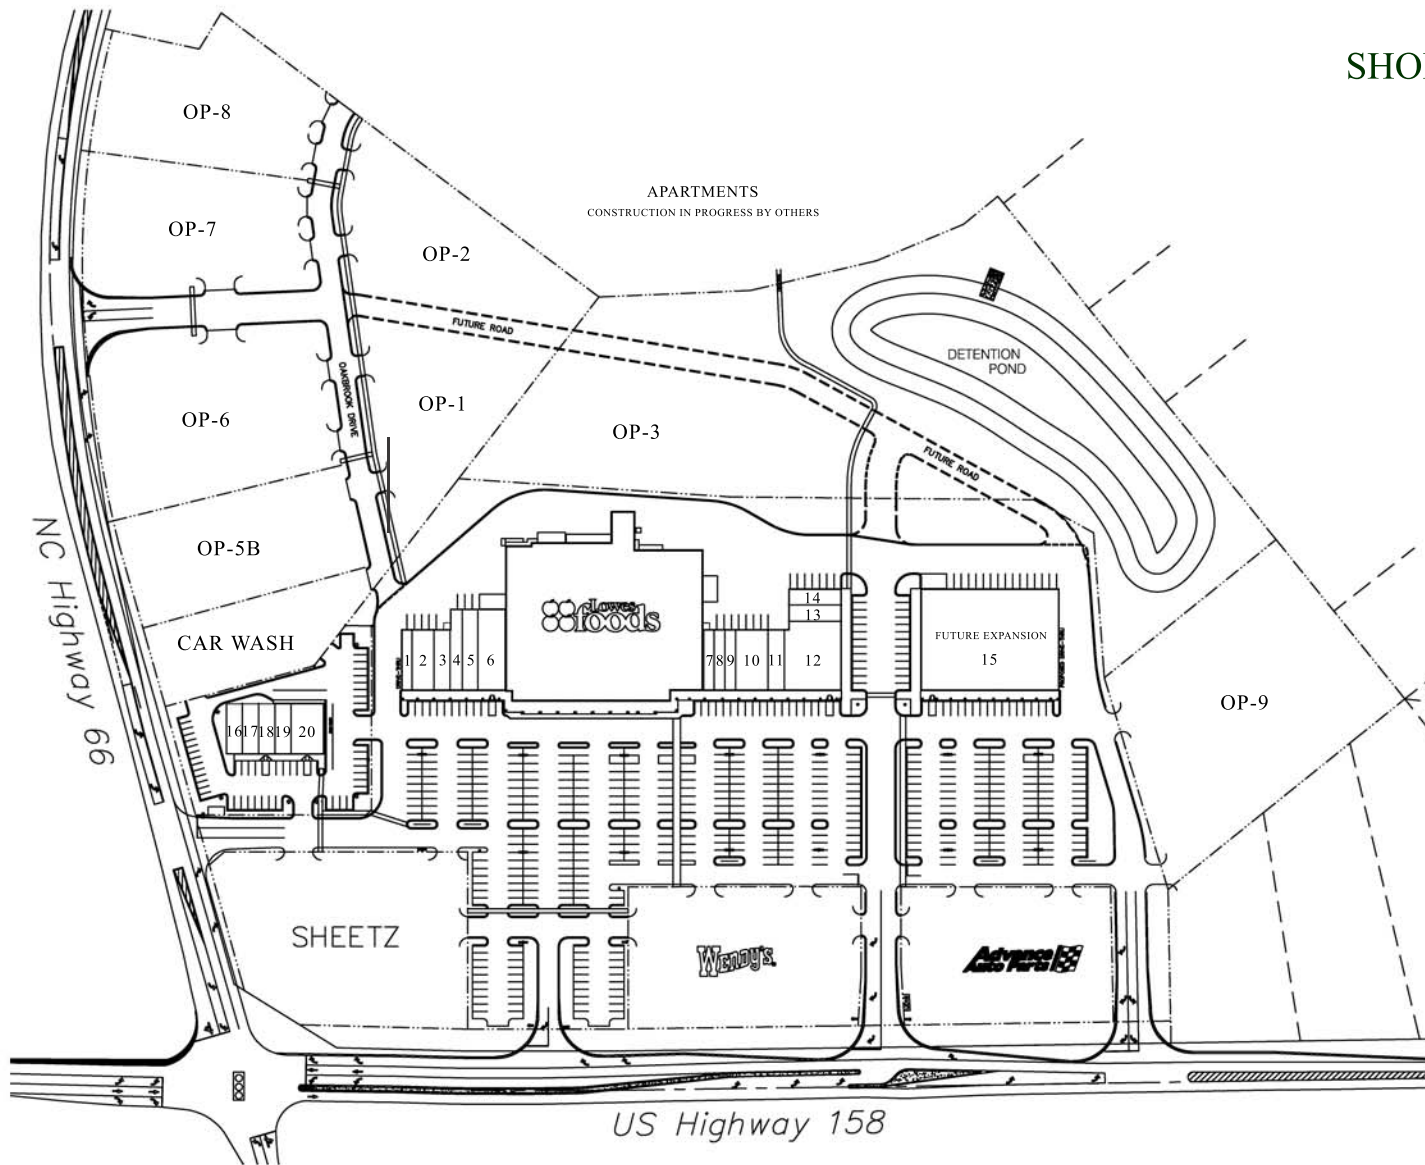 SHO
OP-8
APARTMENTS
CONSTRUCTION IN PROGRESS BY OTHERS
OP-7
OP-2
FUTURE ROAD
DETENTION
POND
OAKBROOK DRIVE
OP-1
OP-6
OP-3
FUTURE ROAD
NC Highway 66
OP-5B
CAR WASH
Lowes
foods
1 2 3 4 5 6
7 8 9 10 11 12
13
14
FUTURE EXPANSION
15
OP-9
16 17 18 19 20
SHEETZ
WENDY'S
Advance
Auto Parts
US Highway 158